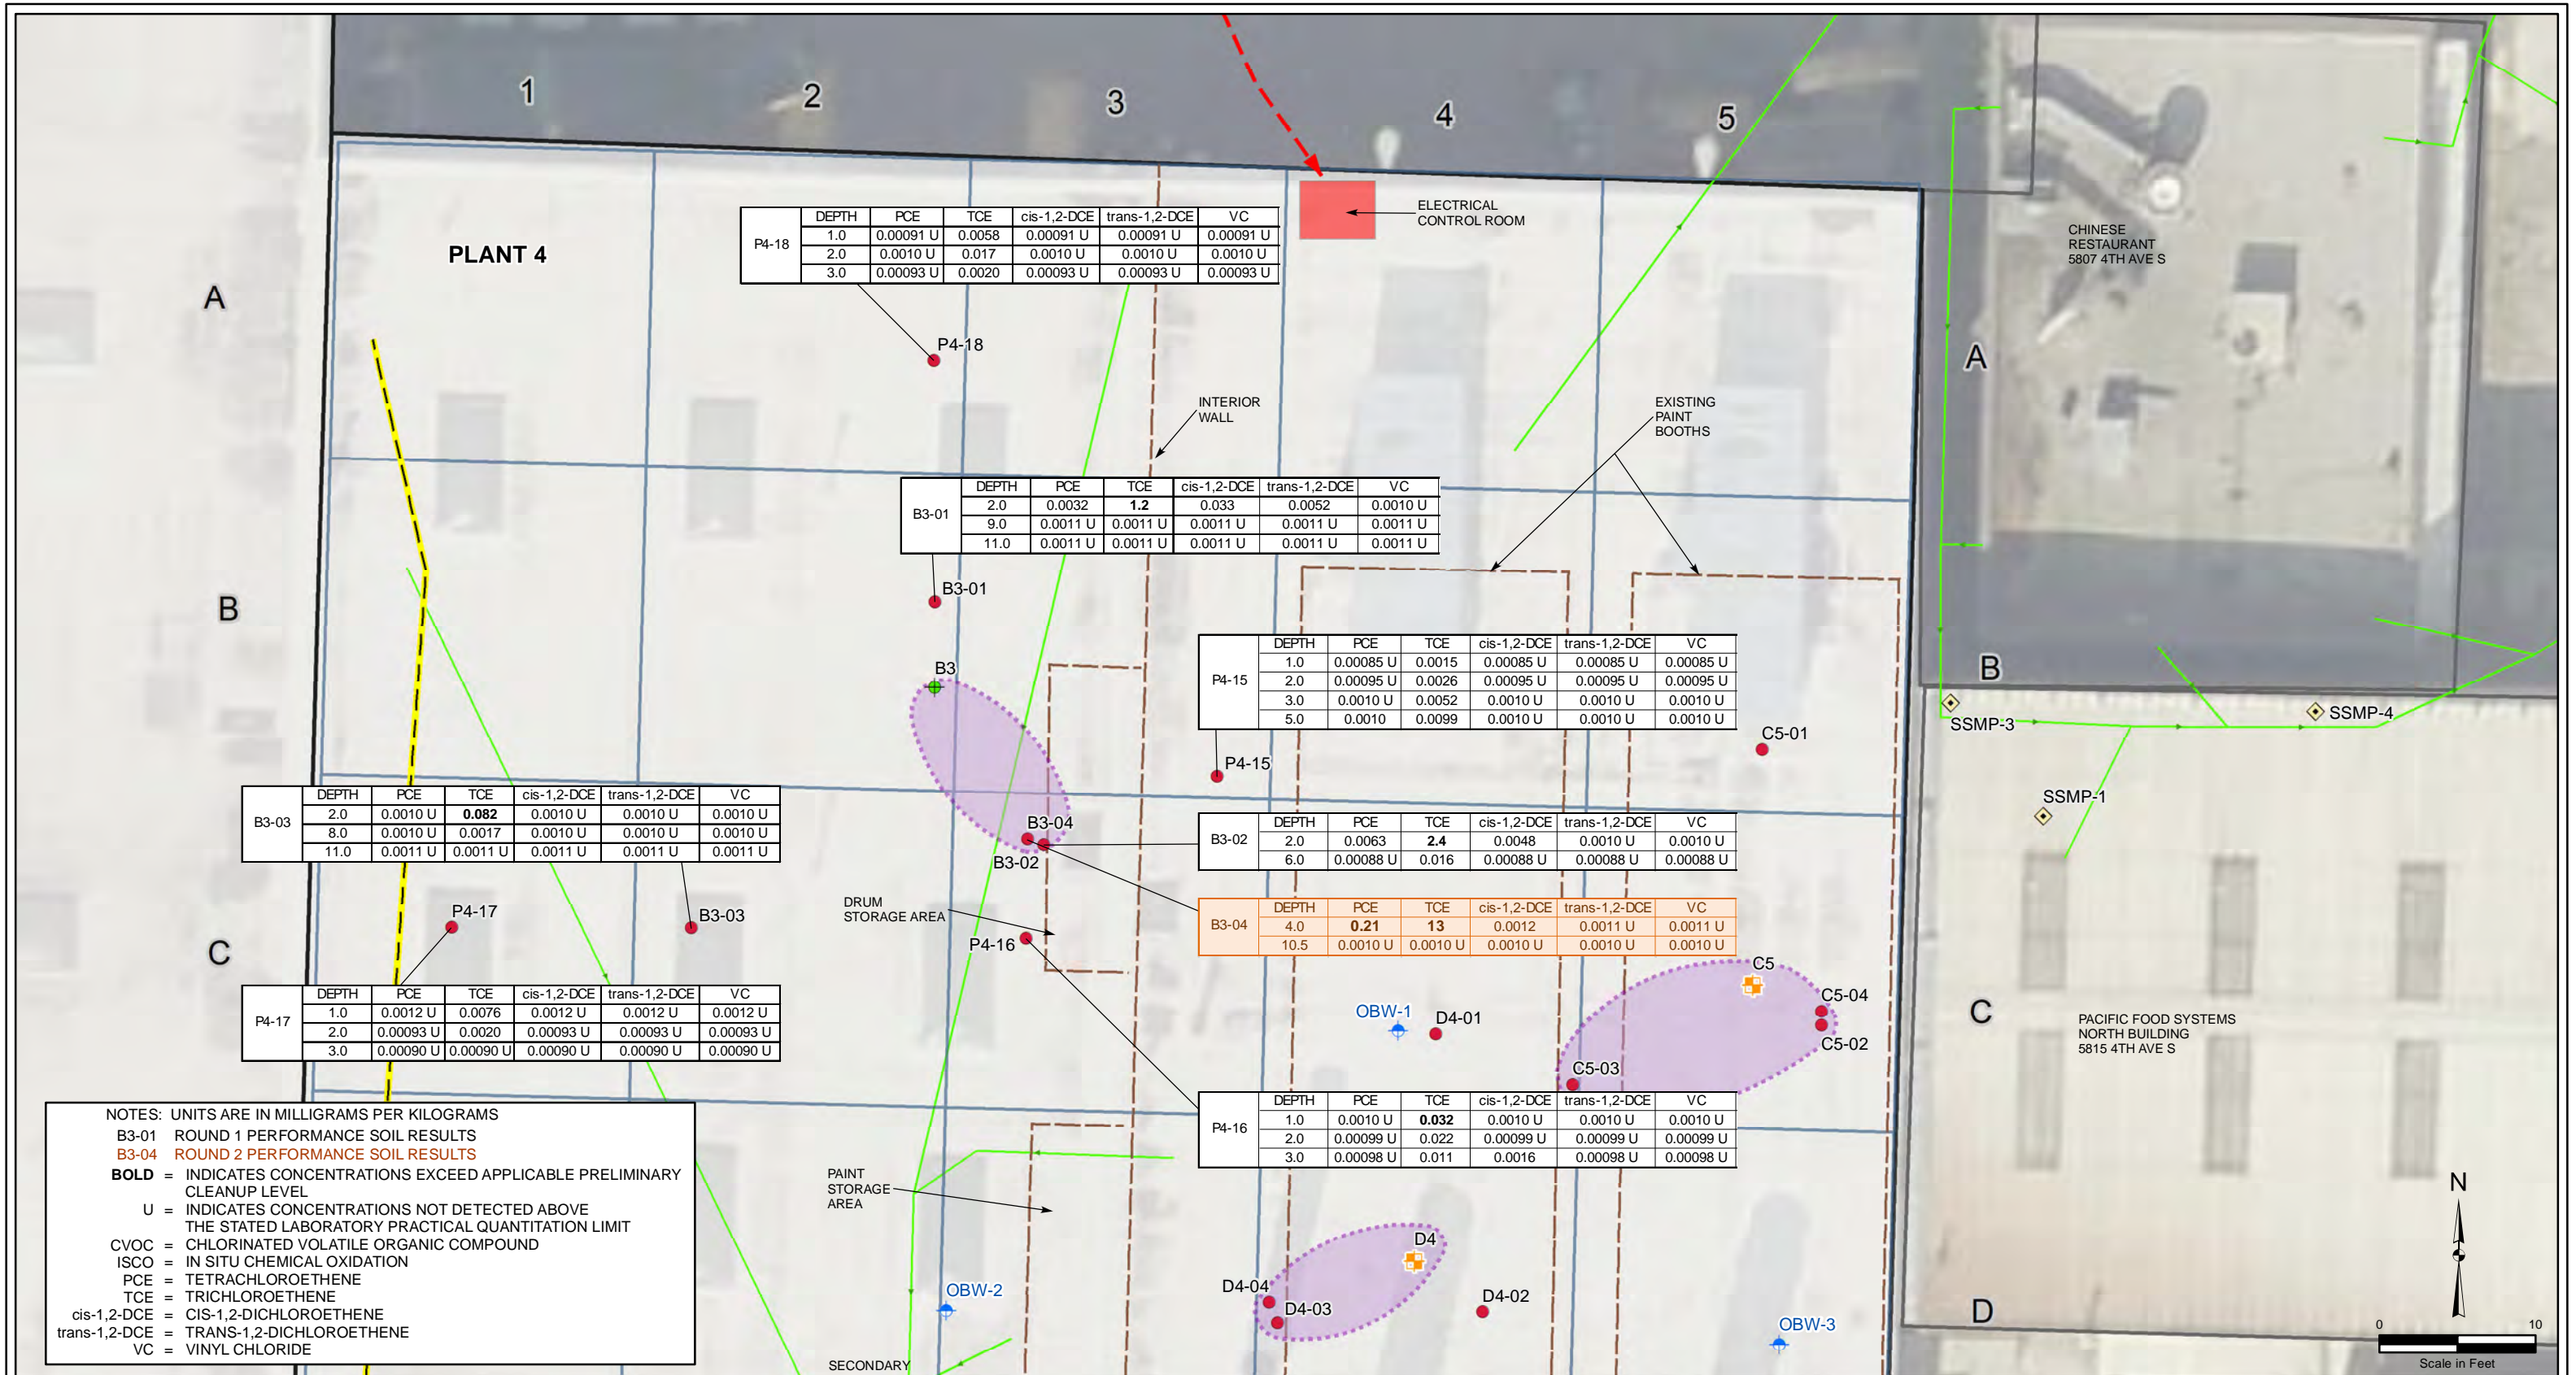 1 2 3 4 5
PLANT 4
A
DEPTH PCE TCE cis-1,2-DCE trans-1,2-DCE VC
P4-18
1.0 0.00091 U 0.0058 0.00091 U 0.00091 U 0.00091 U
2.0 0.0010 U 0.017 0.0010 U 0.0010 U 0.0010 U
3.0 0.00093 U 0.0020 0.00093 U 0.00093 U 0.00093 U
ELECTRICAL
CONTROL ROOM
CHINESE
RESTAURANT
5807 4TH AVE S
P4-18
A
INTERIOR
WALL
EXISTING
PAINT
BOOTHS
DEPTH PCE TCE cis-1,2-DCE trans-1,2-DCE VC
B3-01
2.0 0.0032 1.2 0.033 0.0052 0.0010 U
9.0 0.0011 U 0.0011 U 0.0011 U 0.0011 U 0.0011 U
11.0 0.0011 U 0.0011 U 0.0011 U 0.0011 U 0.0011 U
B
B3-01
B3
DEPTH PCE TCE cis-1,2-DCE trans-1,2-DCE VC
P4-15
1.0 0.00085 U 0.0015 0.00085 U 0.00085 U 0.00085 U
2.0 0.00095 U 0.0026 0.00095 U 0.00095 U 0.00095 U
3.0 0.0010 U 0.0052 0.0010 U 0.0010 U 0.0010 U
5.0 0.0010 0.0099 0.0010 U 0.0010 U 0.0010 U
B
SSMP-3
SSMP-4
C5-01
P4-15
SSMP-1
DEPTH PCE TCE cis-1,2-DCE trans-1,2-DCE VC
B3-03
2.0 0.0010 U 0.082 0.0010 U 0.0010 U 0.0010 U
8.0 0.0010 U 0.0017 0.0010 U 0.0010 U 0.0010 U
11.0 0.0011 U 0.0011 U 0.0011 U 0.0011 U 0.0011 U
B3-04
B3-02
DEPTH PCE TCE cis-1,2-DCE trans-1,2-DCE VC
B3-02
2.0 0.0063 2.4 0.0048 0.0010 U 0.0010 U
6.0 0.00088 U 0.016 0.00088 U 0.00088 U 0.00088 U
P4-17
B3-03
DRUM
STORAGE AREA
P4-16
DEPTH PCE TCE cis-1,2-DCE trans-1,2-DCE VC
B3-04
4.0 0.21 13 0.0012 0.0011 U 0.0011 U
10.5 0.0010 U 0.0010 U 0.0010 U 0.0010 U 0.0010 U
C
C5
C5-04
C5-02
C5-03
C
PACIFIC FOOD SYSTEMS
NORTH BUILDING
5815 4TH AVE S
DEPTH PCE TCE cis-1,2-DCE trans-1,2-DCE VC
P4-17
1.0 0.0012 U 0.0076 0.0012 U 0.0012 U 0.0012 U
2.0 0.00093 U 0.0020 0.00093 U 0.00093 U 0.00093 U
3.0 0.00090 U 0.00090 U 0.00090 U 0.00090 U 0.00090 U
OBW-1
D4-01
DEPTH PCE TCE cis-1,2-DCE trans-1,2-DCE VC
P4-16
1.0 0.0010 U 0.032 0.0010 U 0.0010 U 0.0010 U
2.0 0.00099 U 0.022 0.00099 U 0.00099 U 0.00099 U
3.0 0.00098 U 0.011 0.0016 0.00098 U 0.00098 U
NOTES: UNITS ARE IN MILLIGRAMS PER KILOGRAMS
B3-01 ROUND 1 PERFORMANCE SOIL RESULTS
B3-04 ROUND 2 PERFORMANCE SOIL RESULTS
BOLD = INDICATES CONCENTRATIONS EXCEED APPLICABLE PRELIMINARY
CLEANUP LEVEL
U = INDICATES CONCENTRATIONS NOT DETECTED ABOVE
THE STATED LABORATORY PRACTICAL QUANTITATION LIMIT
CVOC = CHLORINATED VOLATILE ORGANIC COMPOUND
ISCO = IN SITU CHEMICAL OXIDATION
PCE = TETRACHLOROETHENE
TCE = TRICHLOROETHENE
cis-1,2-DCE = CIS-1,2-DICHLOROETHENE
trans-1,2-DCE = TRANS-1,2-DICHLOROETHENE
VC = VINYL CHLORIDE
PAINT
STORAGE
AREA
D4
D4-04
D4-03
D4-02
OBW-2
OBW-3
SECONDARY
D
N
0 10
Scale in Feet